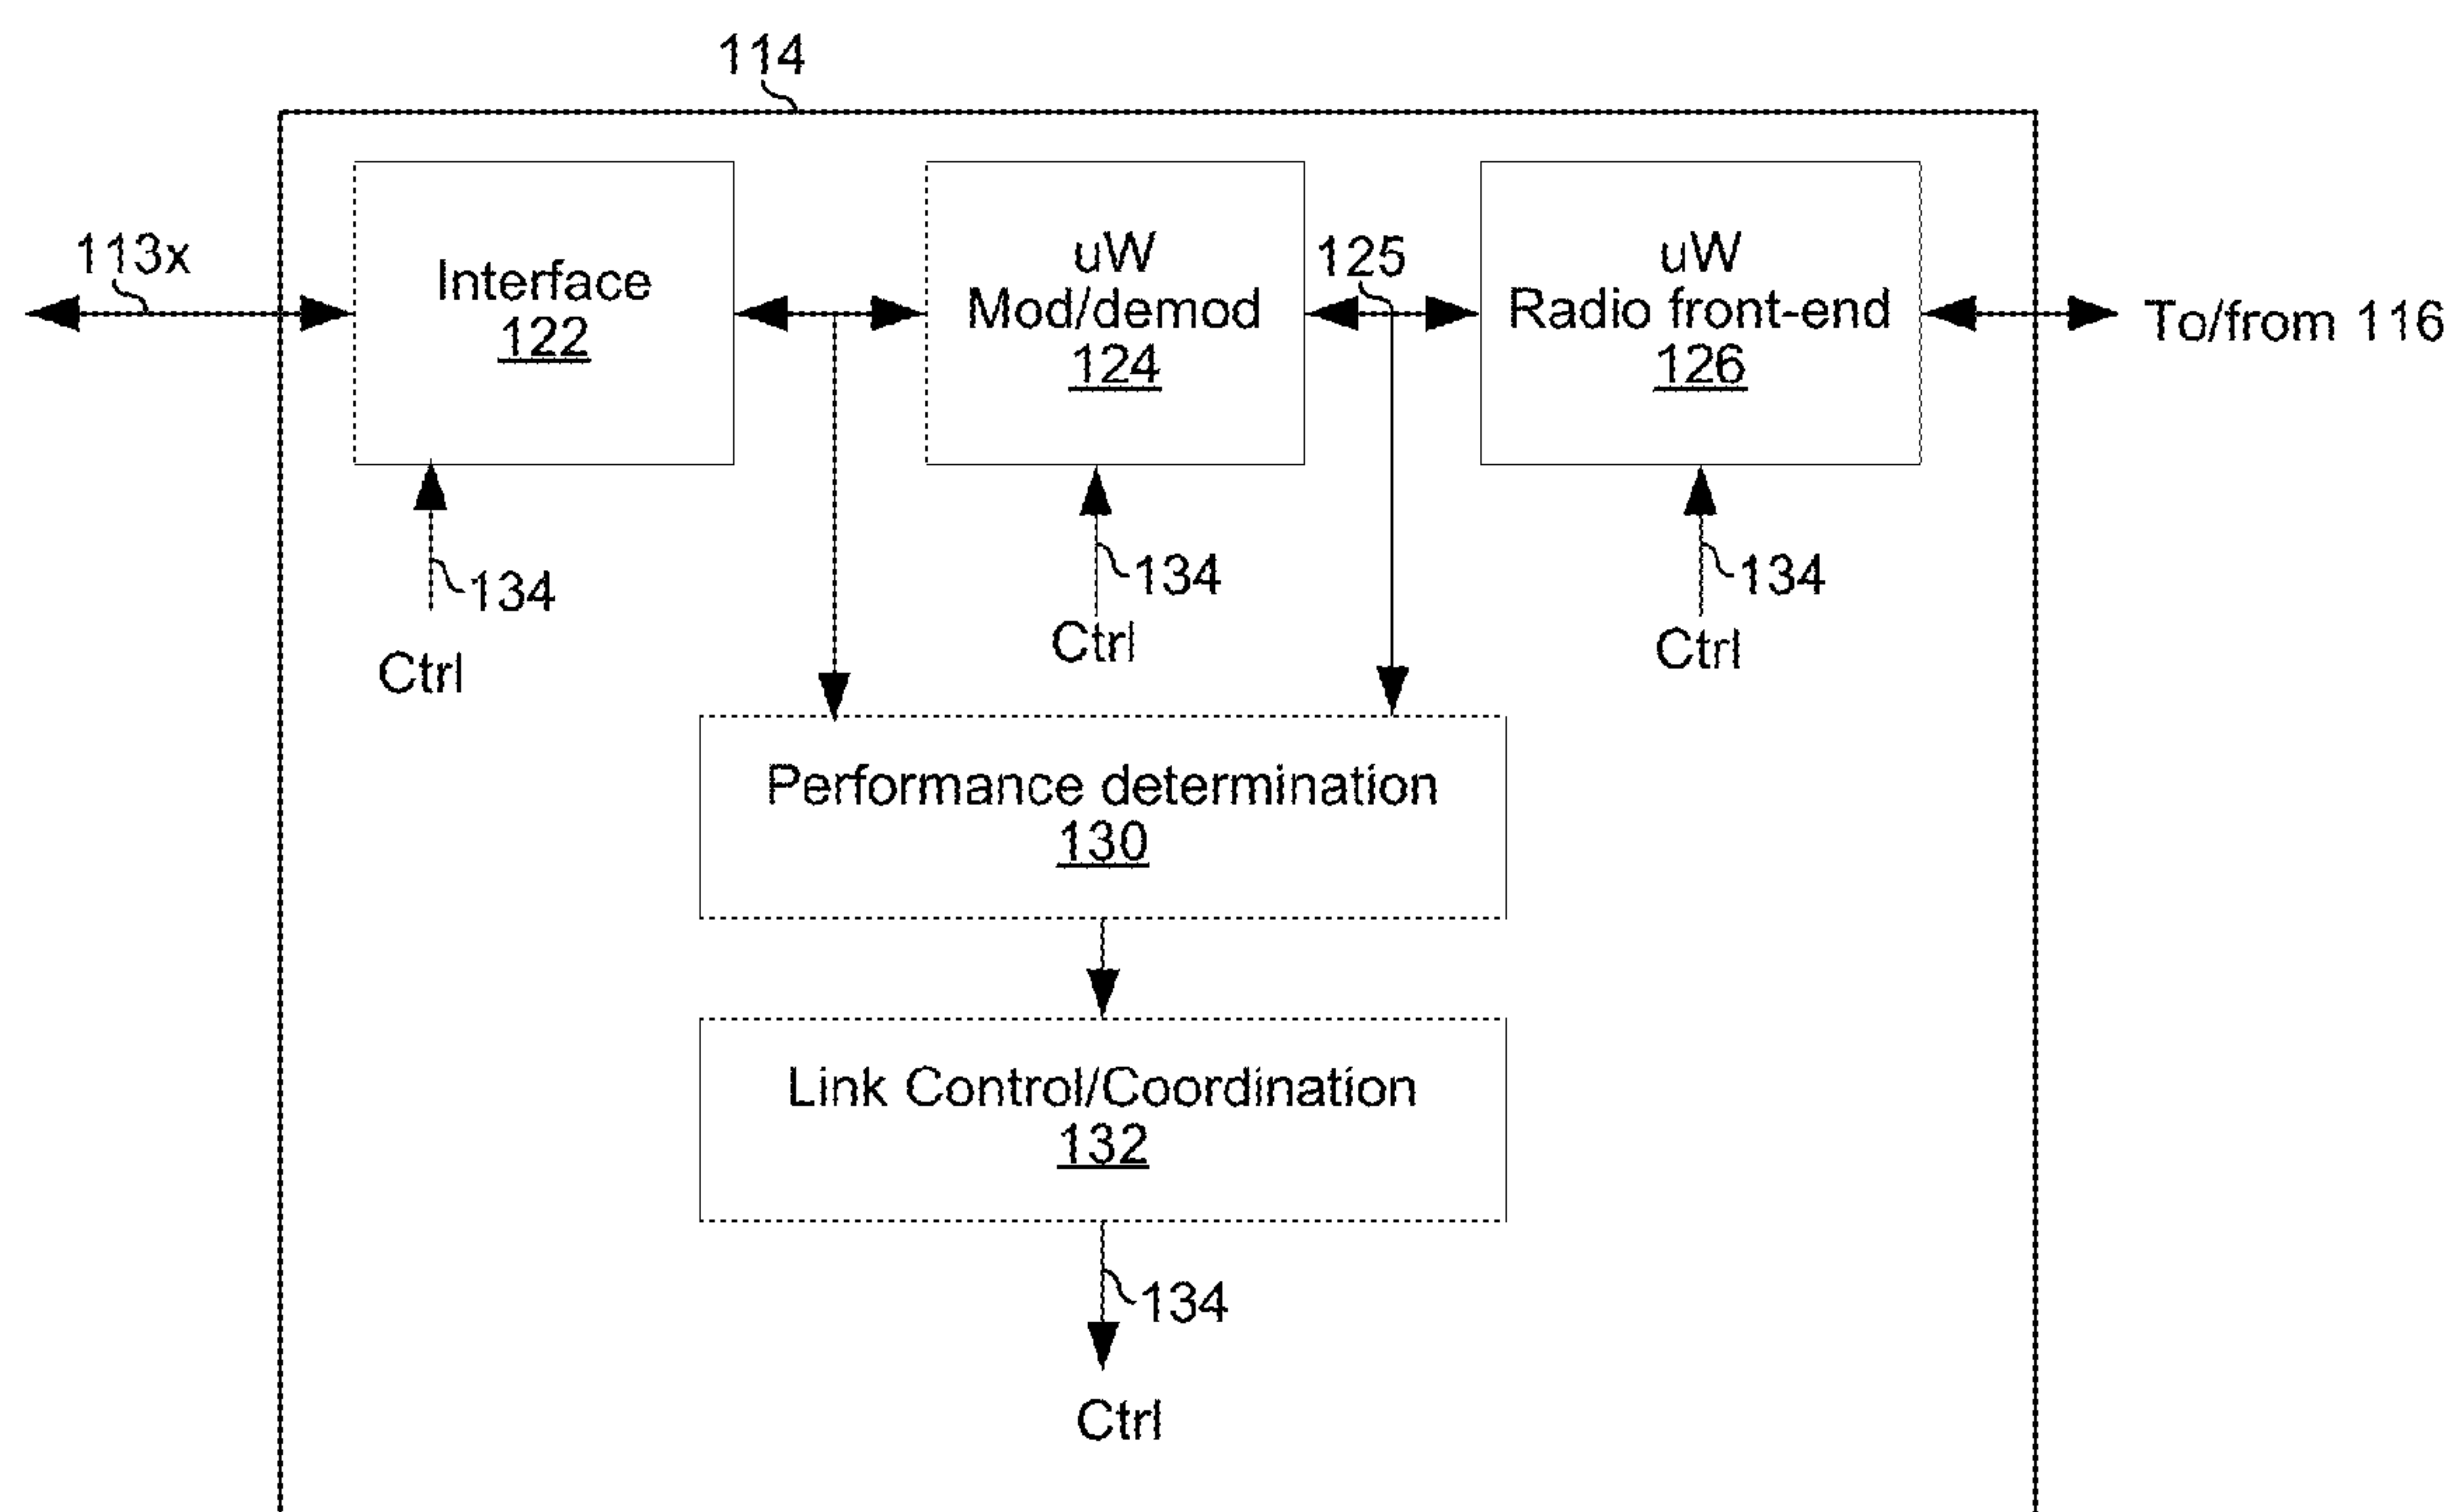 114
113x
Interface
122
uW
Mod/demod
124
125
uW
Radio front-end
126
To/from 116
134
Ctrl
134
Ctrl
134
Ctrl
Performance determination
130
Link Control/Coordination
132
134
Ctrl